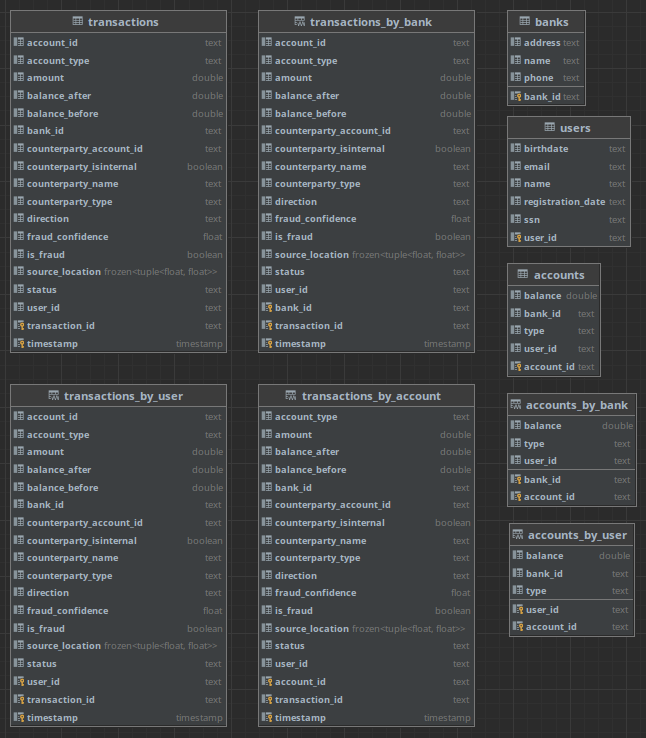 transactions
account_id text
account_type text
amount double
balance_after double
balance_before double
bank_id text
counterparty_account_id text
counterparty_isinternal boolean
counterparty_name text
counterparty_type text
direction text
fraud_confidence float
is_fraud boolean
source_location frozen<tuple<float, float>>
status text
user_id text
transaction_id text
timestamp timestamp
transactions_by_bank
account_id text
account_type text
amount double
balance_after double
balance_before double
counterparty_account_id text
counterparty_isinternal boolean
counterparty_name text
counterparty_type text
direction text
fraud_confidence float
is_fraud boolean
source_location frozen<tuple<float, float>>
status text
user_id text
bank_id text
transaction_id text
timestamp timestamp
banks
address text
name text
phone text
bank_id text
users
birthdate text
email text
name text
registration_date text
ssn text
user_id text
accounts
balance double
bank_id text
type text
user_id text
account_id text
transactions_by_user
account_id text
account_type text
amount double
balance_after double
balance_before double
bank_id text
counterparty_account_id text
counterparty_isinternal boolean
counterparty_name text
counterparty_type text
direction text
fraud_confidence float
is_fraud boolean
source_location frozen<tuple<float, float>>
status text
user_id text
transaction_id text
timestamp timestamp
transactions_by_account
account_type text
amount double
balance_after double
balance_before double
bank_id text
counterparty_account_id text
counterparty_isinternal boolean
counterparty_name text
counterparty_type text
direction text
fraud_confidence float
is_fraud boolean
source_location frozen<tuple<float, float>>
status text
user_id text
account_id text
transaction_id text
timestamp timestamp
accounts_by_bank
balance double
type text
user_id text
bank_id text
account_id text
accounts_by_user
balance double
bank_id text
type text
user_id text
account_id text